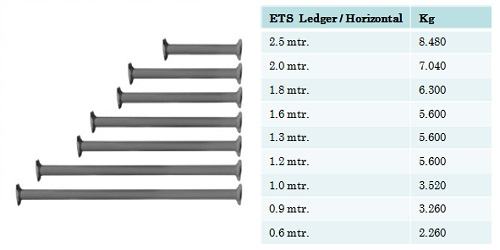 ETS Ledger / Horizontal Kg
2.5 mtr. 8.480
2.0 mtr. 7.040
1.8 mtr. 6.300
1.6 mtr. 5.600
1.3 mtr. 5.600
1.2 mtr. 5.600
1.0 mtr. 3.520
0.9 mtr. 3.260
0.6 mtr. 2.260